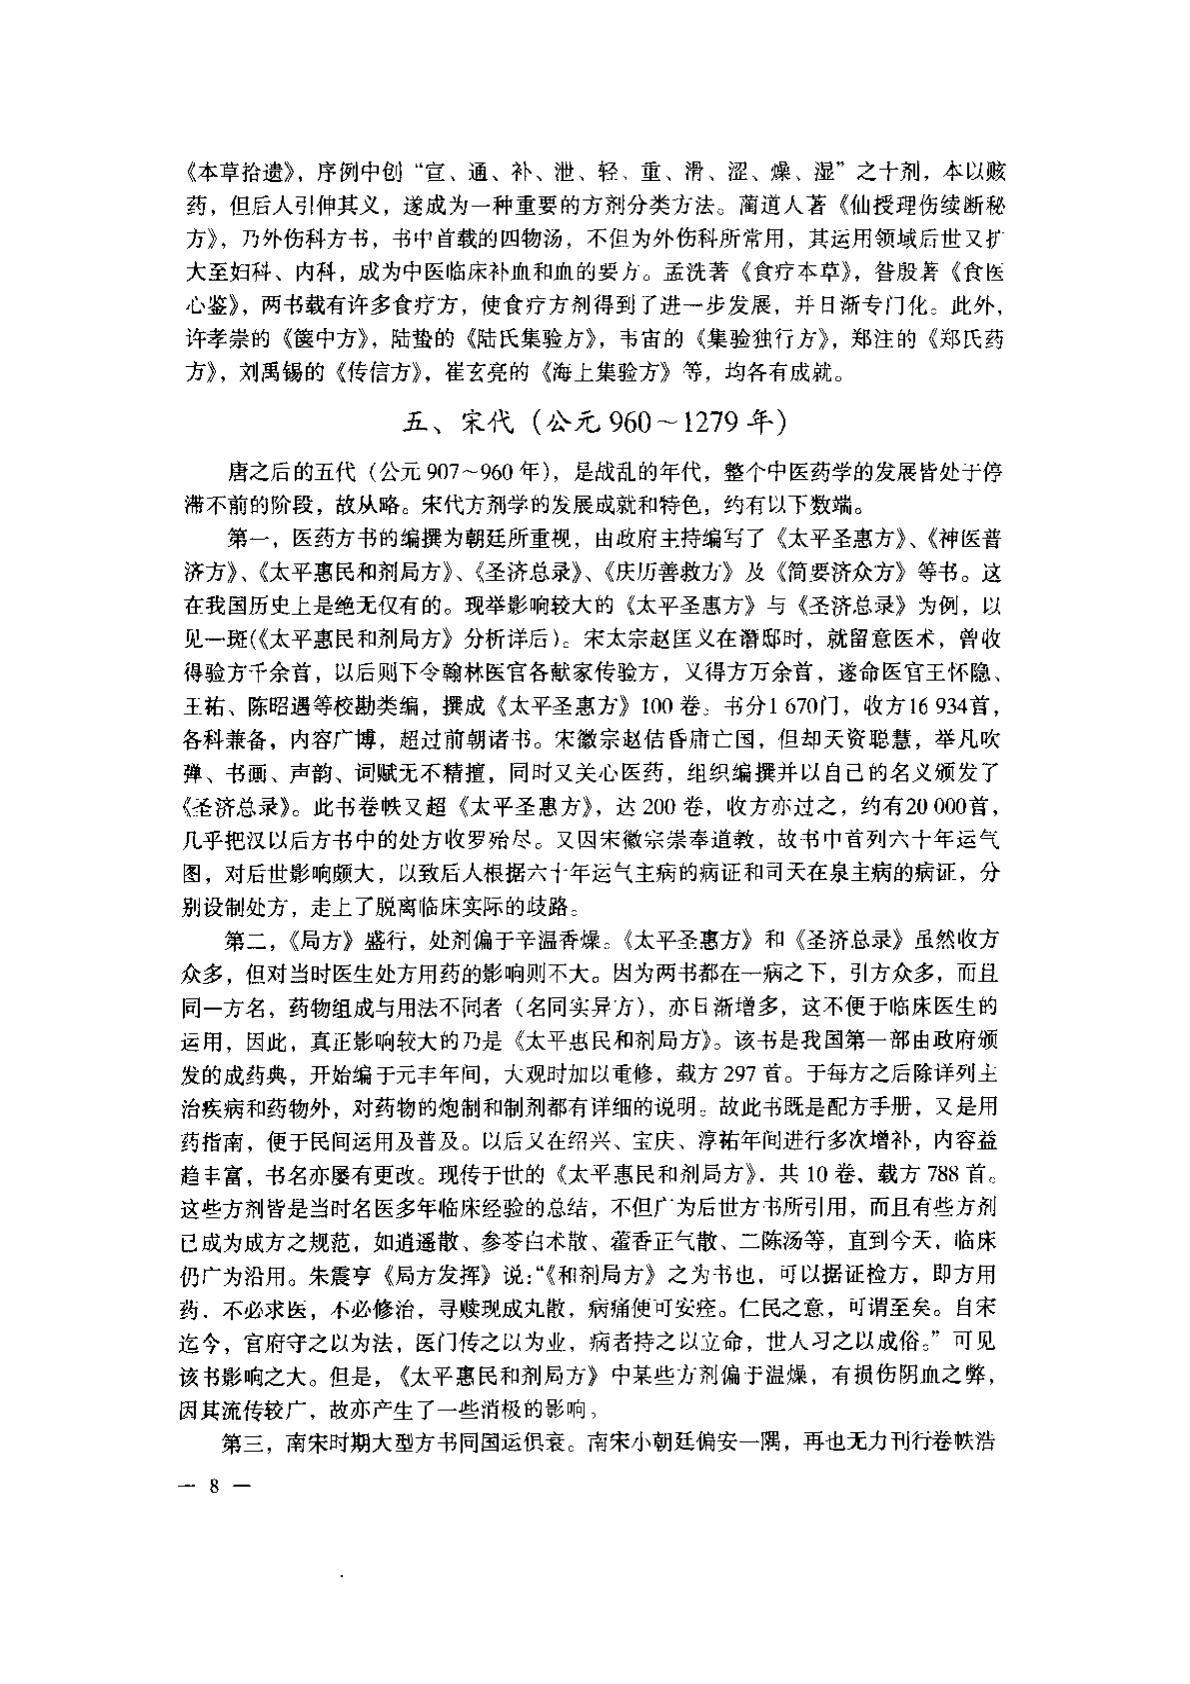 《本草拾遗》，序例中创“宣、通、补、泄、轻、重、滑、涩、燥、湿”之十剂，本以赅
药，但后人引伸其义，遂成为一种重要的方剂分类方法。蔺道人著《仙授理伤续断秘
方》，乃外伤科方书，书中首载的四物汤，不但为外伤科所常用，其运用领域后世又扩
大至妇科、内科，成为中医临床补血和血的要方。孟诜著《食疗本草》，昝殷著《食医
心鉴》，两书载有许多食疗方，使食疗方剂得到了进一步发展，并日渐专门化。此外，
许孝崇的《箧中方》，陆贽的《陆氏集验方》，韦宙的《集验独行方》，郑注的《郑氏药
方》，刘禹锡的《传信方》，崔玄亮的《海上集验方》等，均各有成就。
五、宋代（公元 960～1279 年）
唐之后的五代（公元 907～960 年），是战乱的年代，整个中医药学的发展皆处于停
滞不前的阶段，故从略。宋代方剂学的发展成就和特色，约有以下数端。
第一，医药方书的编撰为朝廷所重视，由政府主持编写了《太平圣惠方》、《神医普
济方》、《太平惠民和剂局方》、《圣济总录》、《庆历善救方》及《简要济众方》等书。这
在我国历史上是绝无仅有的。现举影响较大的《太平圣惠方》与《圣济总录》为例，以
见一斑(《太平惠民和剂局方》分析详后)。宋太宗赵匡义在潜邸时，就留意医术，曾收
得验方千余首，以后则下令翰林医官各献家传验方，又得方万余首，遂命医官王怀隐、
王祐、陈昭遇等校勘类编，撰成《太平圣惠方》100 卷。书分1 670门，收方16 934首，
各科兼备，内容广博，超过前朝诸书。宋徽宗赵佶昏庸亡国，但却天资聪慧，举凡吹
弹、书画、声韵、词赋无不精擅，同时又关心医药，组织编撰并以自己的名义颁发了
《圣济总录》。此书卷帙又超《太平圣惠方》，达 200 卷，收方亦过之，约有20 000首，
几乎把汉以后方书中的处方收罗殆尽。又因宋徽宗崇奉道教，故书中首列六十年运气
图，对后世影响颇大，以致后人根据六十年运气主病的病证和司天在泉主病的病证，分
别设制处方，走上了脱离临床实际的歧路。
第二，《局方》盛行，处剂偏于辛温香燥。《太平圣惠方》和《圣济总录》虽然收方
众多，但对当时医生处方用药的影响则不大。因为两书都在一病之下，引方众多，而且
同一方名，药物组成与用法不同者（名同实异方），亦日渐增多，这不便于临床医生的
运用，因此，真正影响较大的乃是《太平惠民和剂局方》。该书是我国第一部由政府颁
发的成药典，开始编于元丰年间，大观时加以重修，载方 297 首。于每方之后除详列主
治疾病和药物外，对药物的炮制和制剂都有详细的说明。故此书既是配方手册，又是用
药指南，便于民间运用及普及。以后又在绍兴、宝庆、淳祐年间进行多次增补，内容益
趋丰富，书名亦屡有更改。现传于世的《太平惠民和剂局方》，共 10 卷，载方 788 首。
这些方剂皆是当时名医多年临床经验的总结，不但广为后世方书所引用，而且有些方剂
已成为成方之规范，如逍遥散、参苓白术散、藿香正气散、二陈汤等，直到今天，临床
仍广为沿用。朱震亨《局方发挥》说：“《和剂局方》之为书也，可以据证检方，即方用
药，不必求医，不必修治，寻赎现成丸散，病痛便可安痊。仁民之意，可谓至矣。自宋
迄今，官府守之以为法，医门传之以为业，病者持之以立命，世人习之以成俗。”可见
该书影响之大。但是，《太平惠民和剂局方》中某些方剂偏于温燥，有损伤阴血之弊，
因其流传较广，故亦产生了一些消极的影响。
第三，南宋时期大型方书同国运俱衰。南宋小朝廷偏安一隅，再也无力刊行卷帙浩
— 8 —